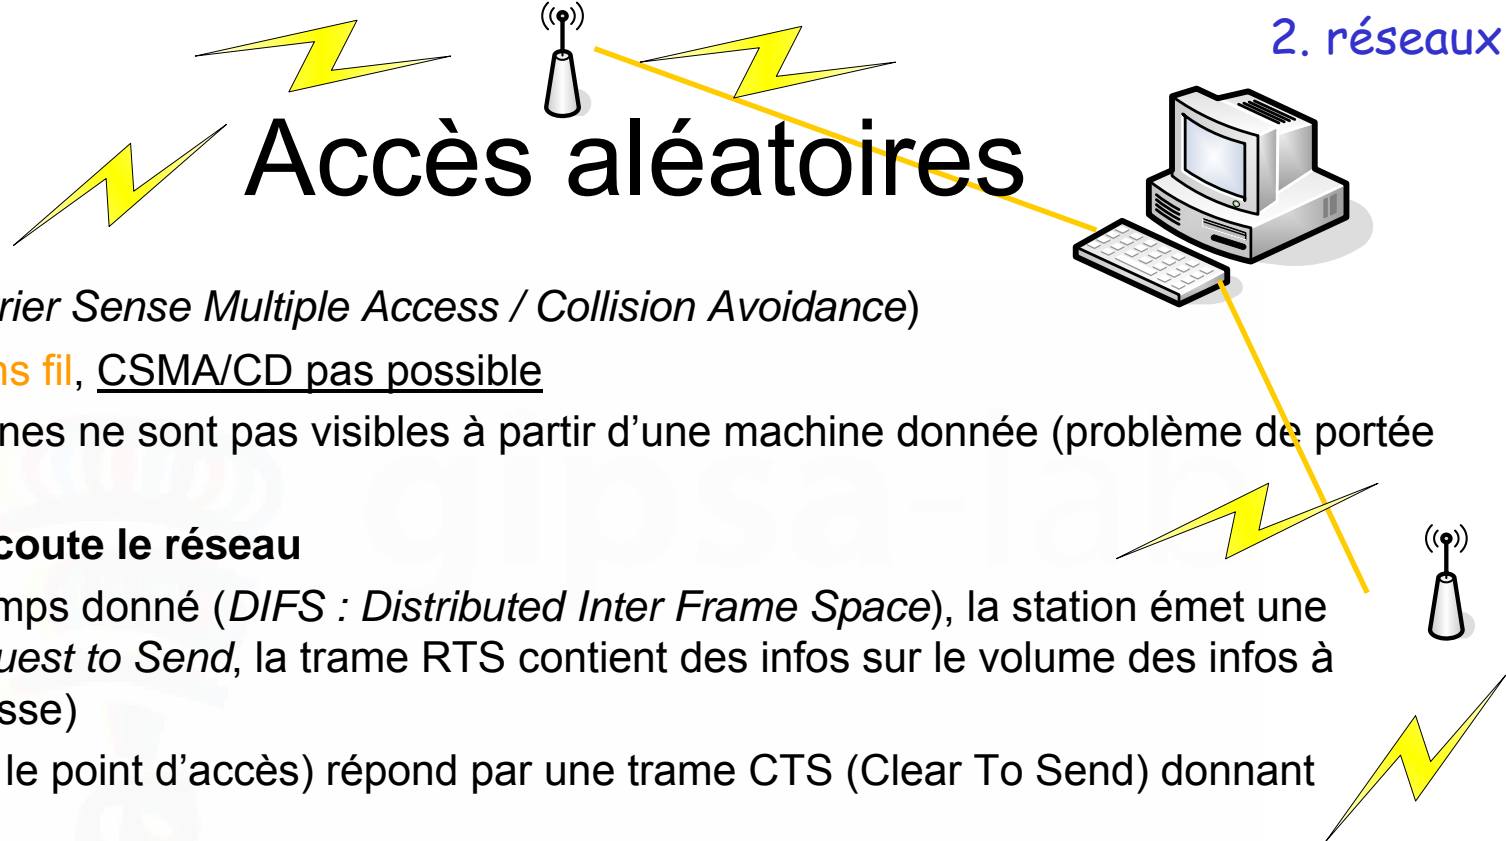 2. réseaux
Accès aléatoires
rier Sense Multiple Access / Collision Avoidance)
ns fil, CSMA/CD pas possible
nes ne sont pas visibles à partir d’une machine donnée (problème de portée
coute le réseau
mps donné (DIFS : Distributed Inter Frame Space), la station émet une
uest to Send, la trame RTS contient des infos sur le volume des infos à
sse)
le point d’accès) répond par une trame CTS (Clear To Send) donnant
gipsa-lab